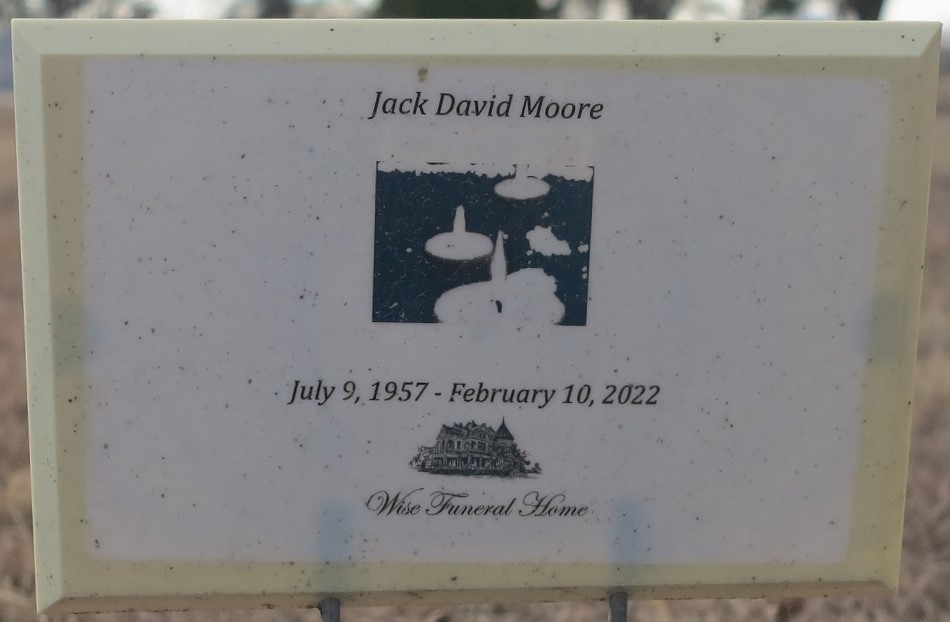 Jack David Moore
July 9, 1957 - February 10, 2022
Wise Funeral Home